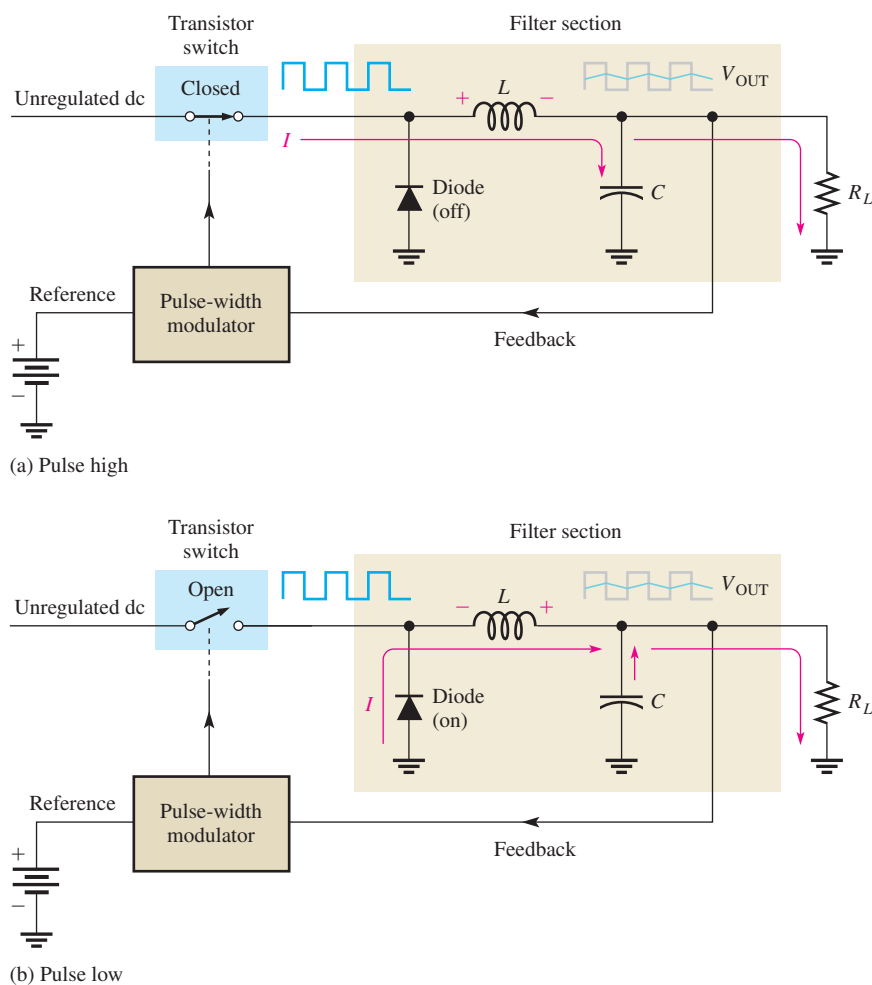 Transistor
switch
Filter section
Closed
Unregulated dc
V_OUT
+ L −
I
Diode
(off)
C
R_L
Reference
Pulse-width
modulator
Feedback
+
−
(a) Pulse high
Transistor
switch
Filter section
Open
Unregulated dc
V_OUT
− L +
I
Diode
(on)
C
R_L
Reference
Pulse-width
modulator
Feedback
+
−
(b) Pulse low